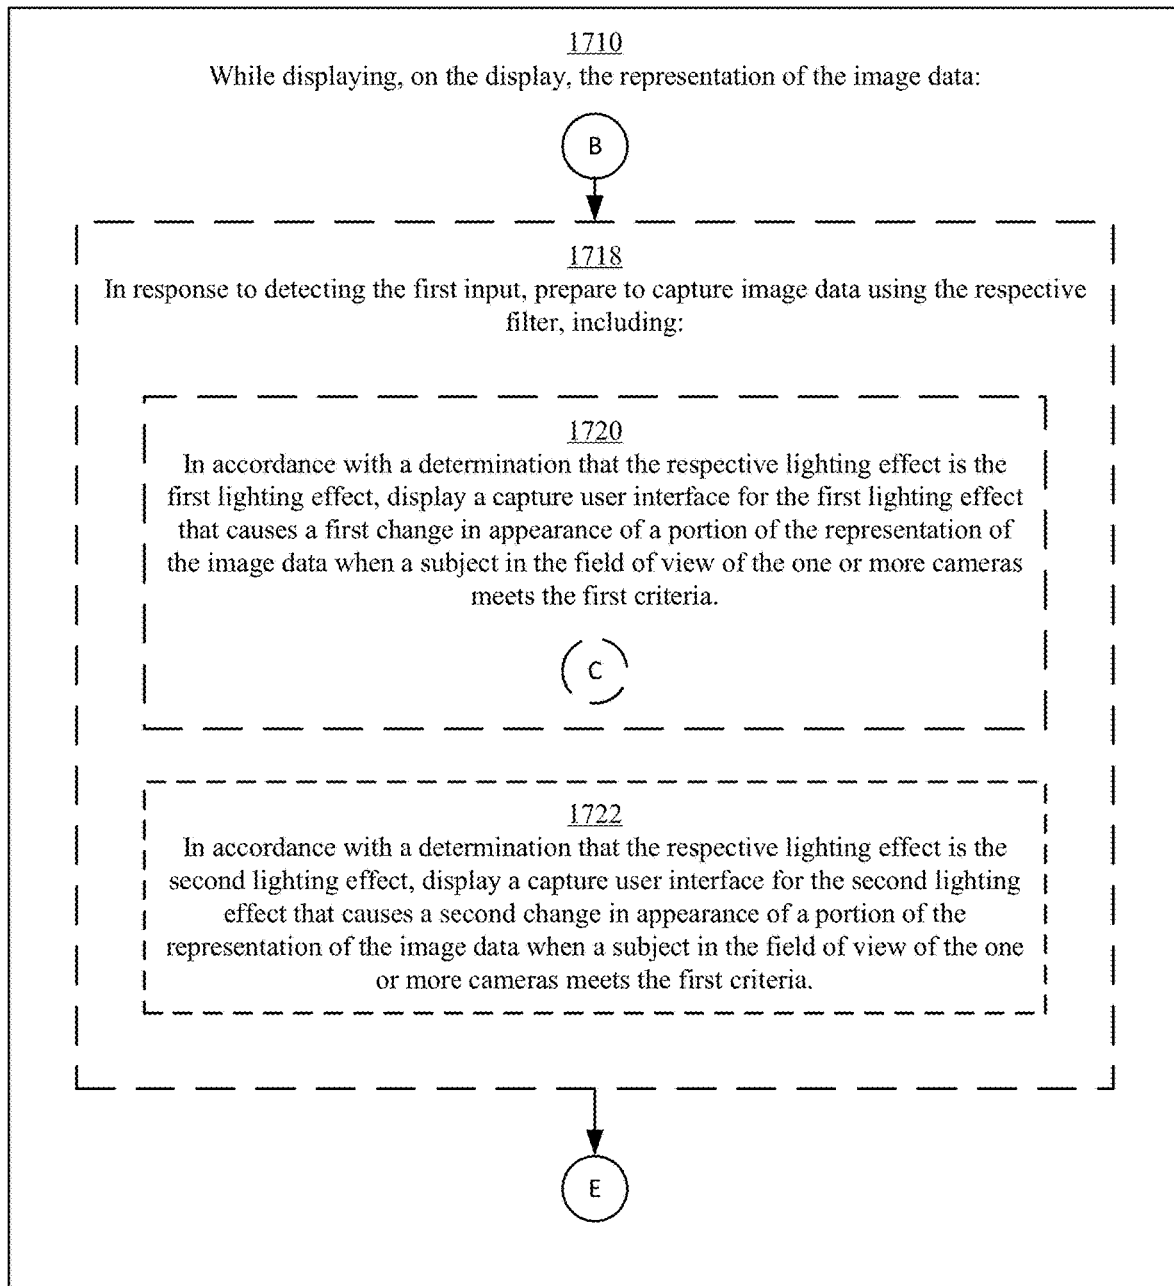 1710
While displaying, on the display, the representation of the image data:
B
1718
In response to detecting the first input, prepare to capture image data using the respective
filter, including:
1720
In accordance with a determination that the respective lighting effect is the
first lighting effect, display a capture user interface for the first lighting effect
that causes a first change in appearance of a portion of the representation of
the image data when a subject in the field of view of the one or more cameras
meets the first criteria.
C
1722
In accordance with a determination that the respective lighting effect is the
second lighting effect, display a capture user interface for the second lighting
effect that causes a second change in appearance of a portion of the
representation of the image data when a subject in the field of view of the one
or more cameras meets the first criteria.
E